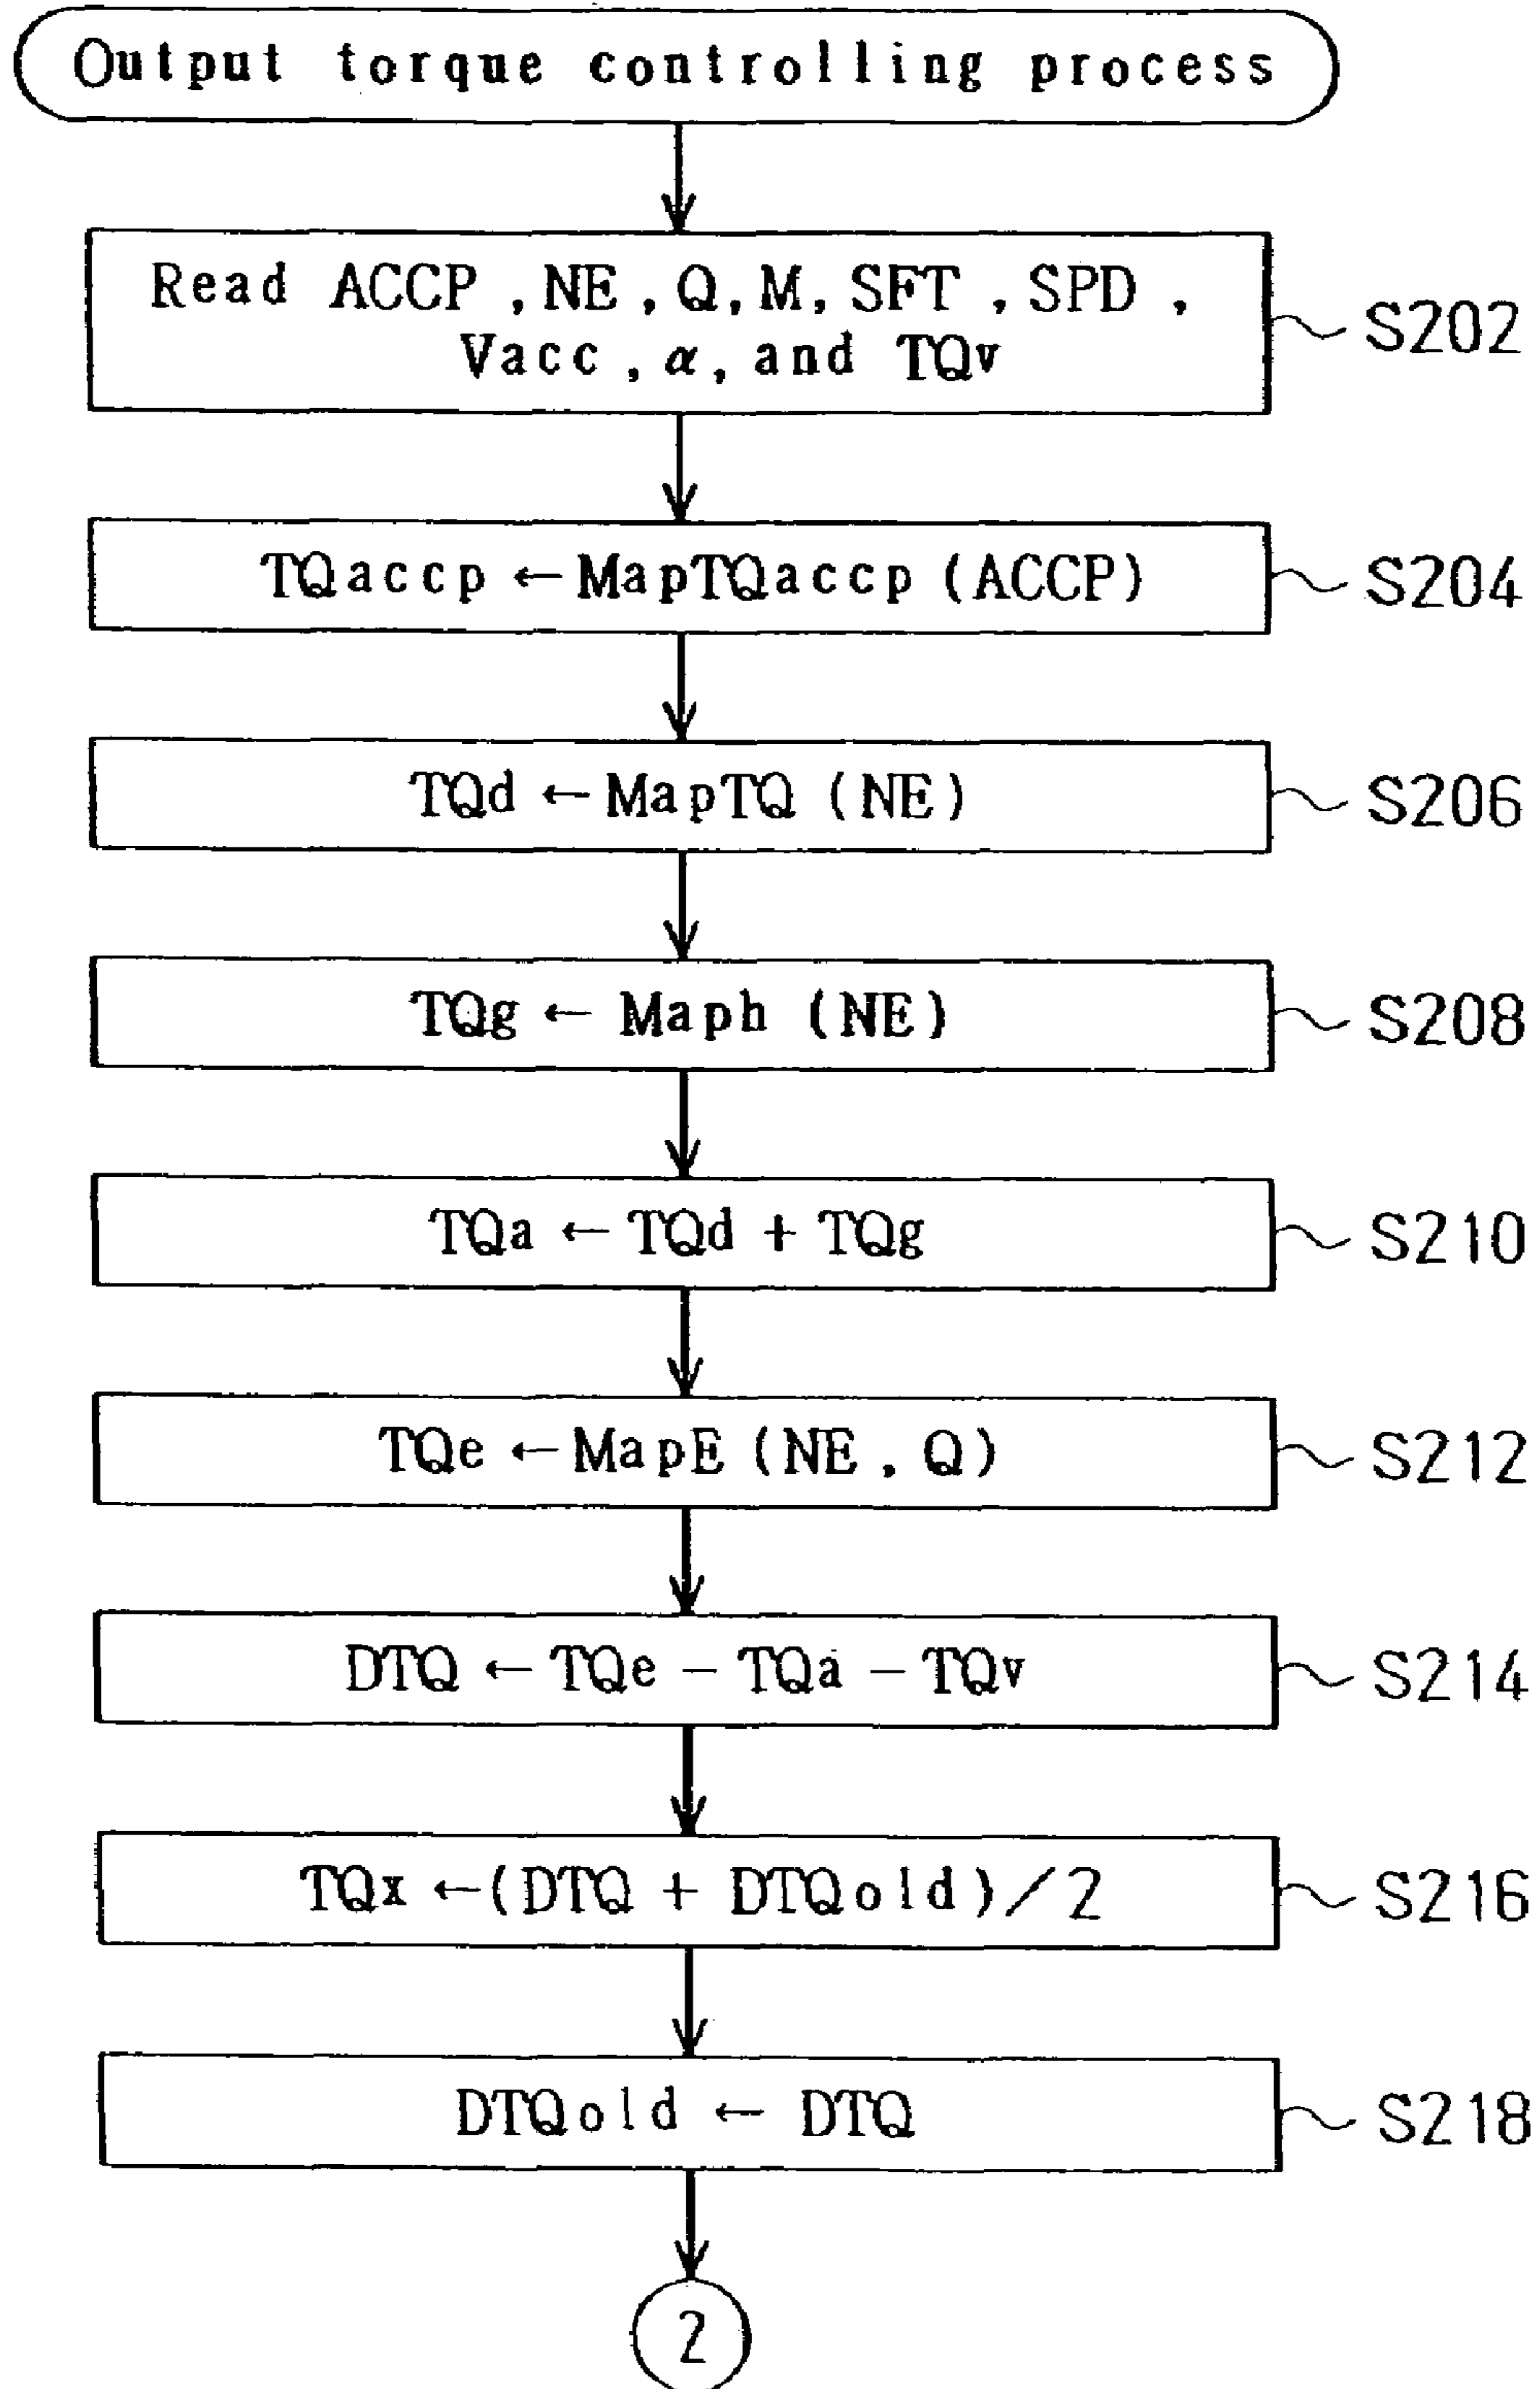 Output torque controlling process
Read ACCP, NE, Q, M, SFT, SPD,
Vacc, α, and TQv
S202
TQaccp ← MapTQaccp (ACCP)
S204
TQd ← MapTQ (NE)
S206
TQg ← Maph (NE)
S208
TQa ← TQd + TQg
S210
TQe ← MapE (NE, Q)
S212
DTQ ← TQe - TQa - TQv
S214
TQx ← (DTQ + DTQold)/2
S216
DTQold ← DTQ
S218
2